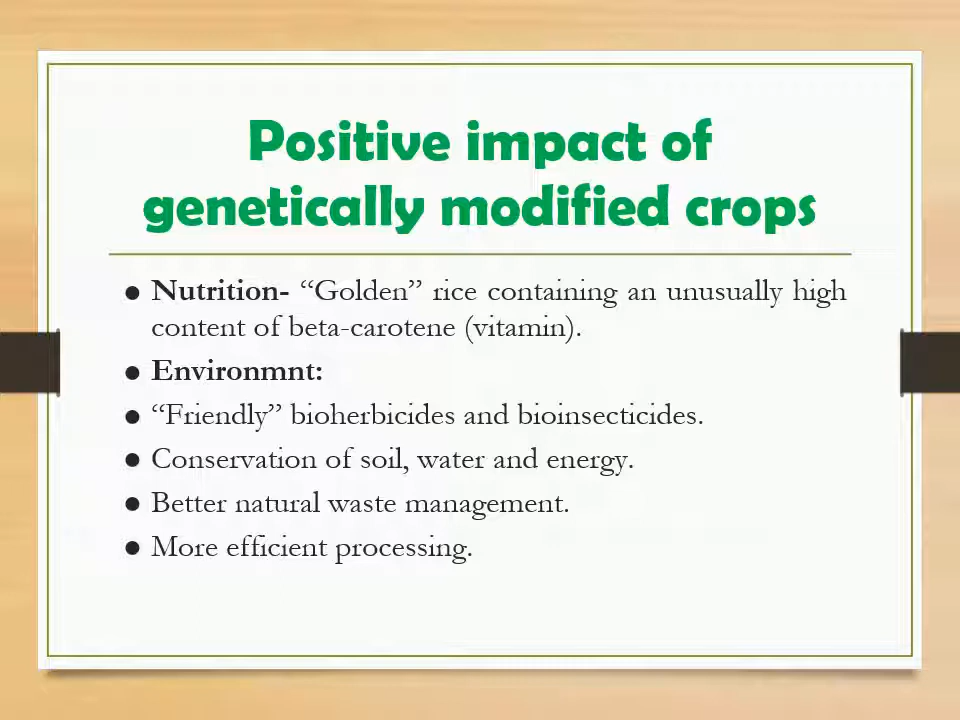 Positive impact of
genetically modified crops
● Nutrition- “Golden” rice containing an unusually high
content of beta-carotene (vitamin).
● Environmnt:
● “Friendly” bioherbicides and bioinsecticides.
● Conservation of soil, water and energy.
● Better natural waste management.
● More efficient processing.